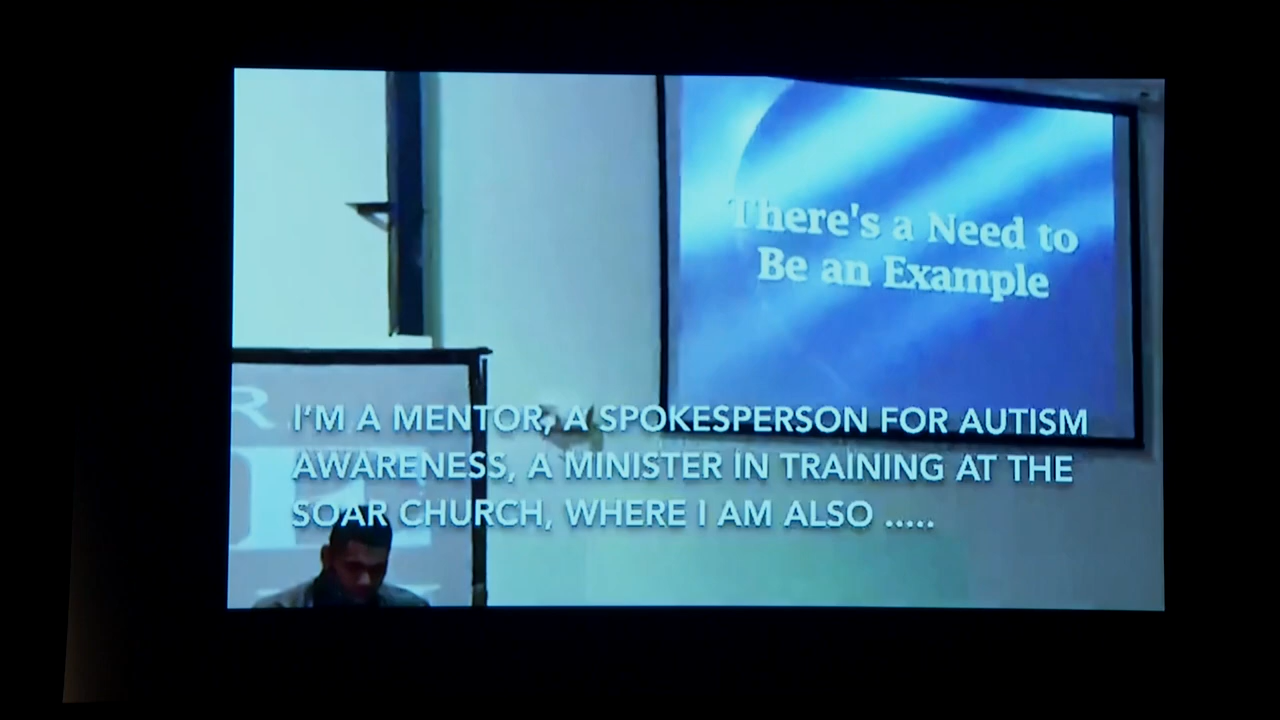 There's a Need to
Be an Example
R
I'M A MENTOR, A SPOKESPERSON FOR AUTISM
AWARENESS, A MINISTER IN TRAINING AT THE
SOAR CHURCH, WHERE I AM ALSO .....